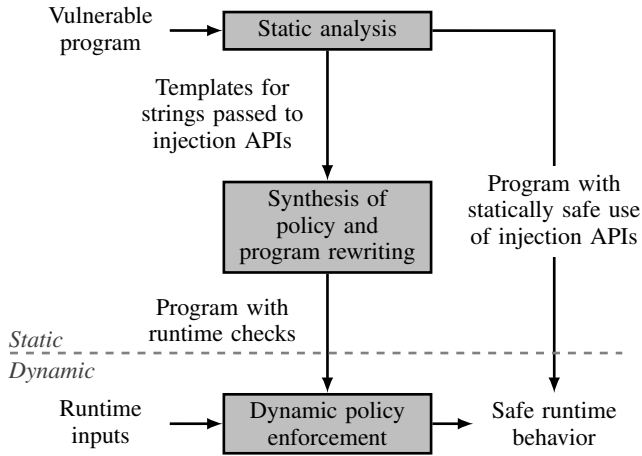 Vulnerable
program
Static analysis
Templates for
strings passed to
injection APIs
Synthesis of
policy and
program rewriting
Program with
statically safe use
of injection APIs
Program with
runtime checks
Static
Dynamic
Runtime
inputs
Dynamic policy
enforcement
Safe runtime
behavior